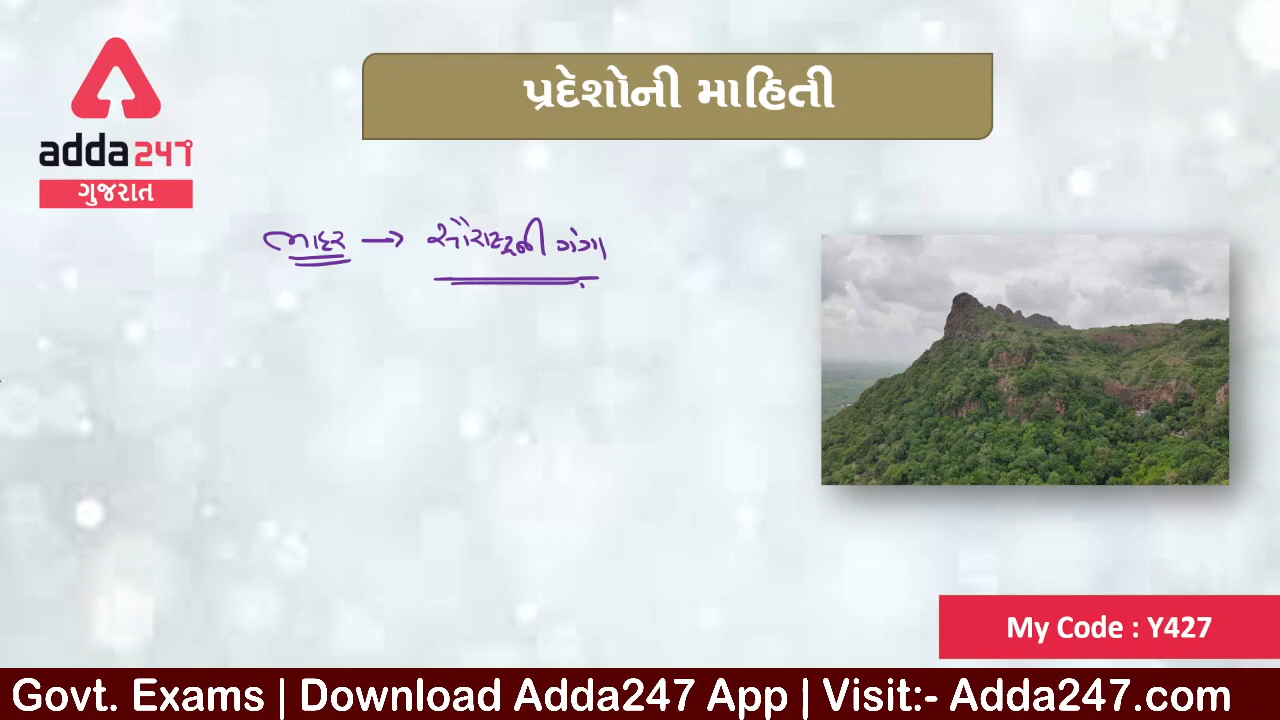 પ્રદેશોની માહિતી
adda247
ગુજરાત
ભાદર → સૌરાષ્ટ્રની ગંગા
My Code : Y427
Govt. Exams | Download Adda247 App | Visit:- Adda247.com